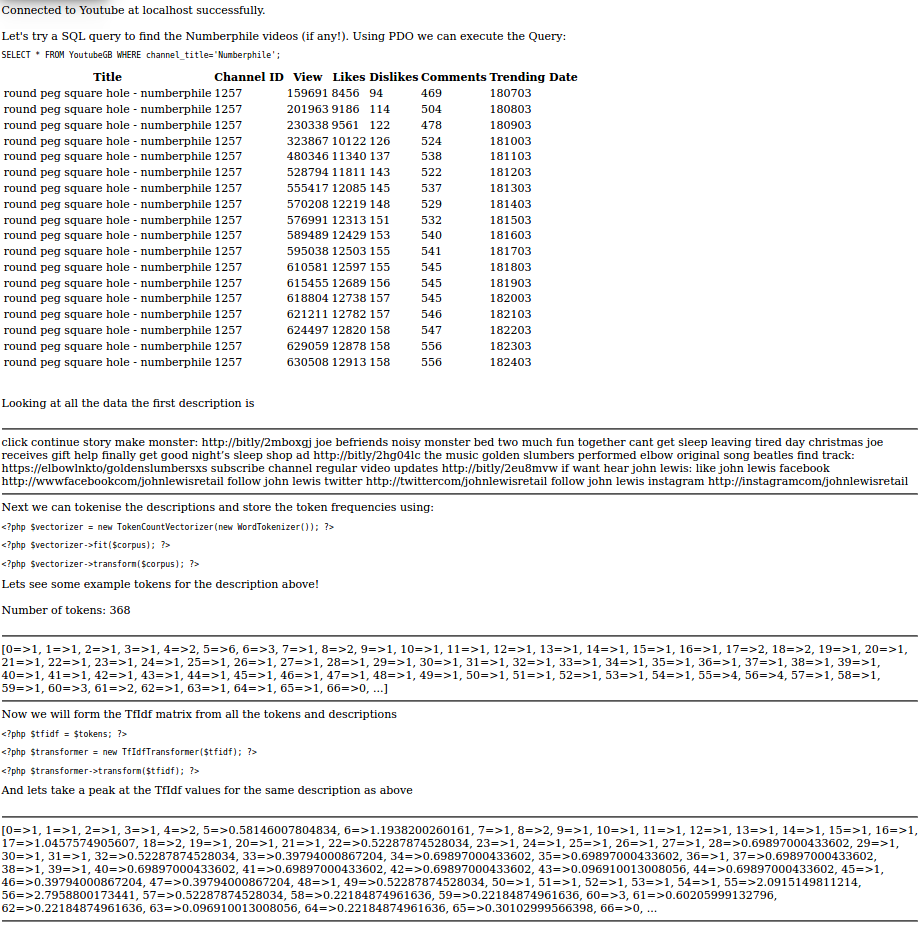 Connected to Youtube at localhost successfully.
Let's try a SQL query to find the Numberphile videos (if any!). Using PDO we can execute the Query:
SELECT * FROM YoutubeGB WHERE channel_title='Numberphile';
Title Channel ID View Likes Dislikes Comments Trending Date
round peg square hole - numberphile 1257 159691 8456 94 469 180703
round peg square hole - numberphile 1257 201963 9186 114 504 180803
round peg square hole - numberphile 1257 230338 9561 122 478 180903
round peg square hole - numberphile 1257 323867 10122 126 524 181003
round peg square hole - numberphile 1257 480346 11340 137 538 181103
round peg square hole - numberphile 1257 528794 11811 143 522 181203
round peg square hole - numberphile 1257 555417 12085 145 537 181303
round peg square hole - numberphile 1257 570208 12219 148 529 181403
round peg square hole - numberphile 1257 576991 12313 151 532 181503
round peg square hole - numberphile 1257 589489 12429 153 540 181603
round peg square hole - numberphile 1257 595038 12503 155 541 181703
round peg square hole - numberphile 1257 610581 12597 155 545 181803
round peg square hole - numberphile 1257 615455 12689 156 545 181903
round peg square hole - numberphile 1257 618804 12738 157 545 182003
round peg square hole - numberphile 1257 621211 12782 157 546 182103
round peg square hole - numberphile 1257 624497 12820 158 547 182203
round peg square hole - numberphile 1257 629059 12878 158 556 182303
round peg square hole - numberphile 1257 630508 12913 158 556 182403
Looking at all the data the first description is
click continue story make monster: http://bitly/2mboxgj joe befriends noisy monster bed two much fun together cant get sleep leaving tired day christmas joe
receives gift help finally get good night's sleep shop ad http://bitly/2hg04lc the music golden slumbers performed elbow original song beatles find track:
https://elbowlnkto/goldenslumbersxs subscribe channel regular video updates http://bitly/2eu8mvw if want hear john lewis: like john lewis facebook
http://wwwfacebookcom/johnlewisretail follow john lewis twitter http://twittercom/johnlewisretail follow john lewis instagram http://instagramcom/johnlewisretail
Next we can tokenise the descriptions and store the token frequencies using:
<?php $vectorizer = new TokenCountVectorizer(new WordTokenizer()); ?>
<?php $vectorizer->fit($corpus); ?>
<?php $vectorizer->transform($corpus); ?>
Lets see some example tokens for the description above!
Number of tokens: 368
[0=>1, 1=>1, 2=>1, 3=>1, 4=>2, 5=>6, 6=>3, 7=>1, 8=>2, 9=>1, 10=>1, 11=>1, 12=>1, 13=>1, 14=>1, 15=>1, 16=>1, 17=>2, 18=>2, 19=>1, 20=>1,
21=>1, 22=>1, 23=>1, 24=>1, 25=>1, 26=>1, 27=>1, 28=>1, 29=>1, 30=>1, 31=>1, 32=>1, 33=>1, 34=>1, 35=>1, 36=>1, 37=>1, 38=>1, 39=>1,
40=>1, 41=>1, 42=>1, 43=>1, 44=>1, 45=>1, 46=>1, 47=>1, 48=>1, 49=>1, 50=>1, 51=>1, 52=>1, 53=>1, 54=>1, 55=>4, 56=>4, 57=>1, 58=>1,
59=>1, 60=>3, 61=>2, 62=>1, 63=>1, 64=>1, 65=>1, 66=>0, ...]
Now we will form the TfIdf matrix from all the tokens and descriptions
<?php $tfidf = $tokens; ?>
<?php $transformer = new TfIdfTransformer($tfidf); ?>
<?php $transformer->transform($tfidf); ?>
And lets take a peak at the TfIdf values for the same description as above
[0=>1, 1=>1, 2=>1, 3=>1, 4=>2, 5=>0.58146007804834, 6=>1.1938200260161, 7=>1, 8=>2, 9=>1, 10=>1, 11=>1, 12=>1, 13=>1, 14=>1, 15=>1, 16=>1,
17=>1.0457574905607, 18=>2, 19=>1, 20=>1, 21=>1, 22=>0.52287874528034, 23=>1, 24=>1, 25=>1, 26=>1, 27=>1, 28=>0.69897000433602, 29=>1,
30=>1, 31=>1, 32=>0.52287874528034, 33=>0.39794000867204, 34=>0.69897000433602, 35=>0.69897000433602, 36=>1, 37=>0.69897000433602,
38=>1, 39=>1, 40=>0.69897000433602, 41=>0.69897000433602, 42=>0.69897000433602, 43=>0.096910013008056, 44=>0.69897000433602, 45=>1,
46=>0.39794000867204, 47=>0.39794000867204, 48=>1, 49=>0.52287874528034, 50=>1, 51=>1, 52=>1, 53=>1, 54=>1, 55=>2.0915149811214,
56=>2.7958800173441, 57=>0.52287874528034, 58=>0.22184874961636, 59=>0.22184874961636, 60=>3, 61=>0.60205999132796,
62=>0.22184874961636, 63=>0.096910013008056, 64=>0.22184874961636, 65=>0.30102999566398, 66=>0, ...